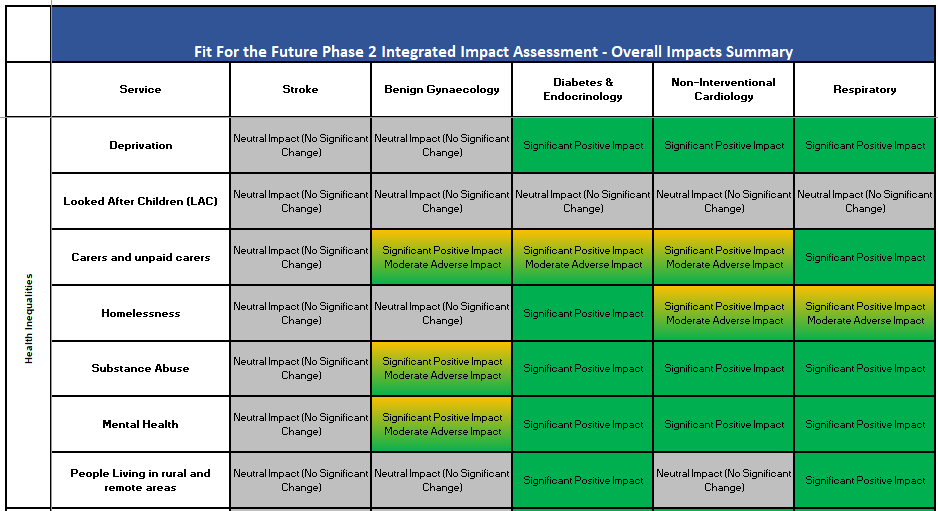 Fit For the Future Phase 2 Integrated Impact Assessment - Overall Impacts Summary
Service
Stroke
Benign Gynaecology
Diabetes &
Endocrinology
Non-Interventional
Cardiology
Respiratory
Health Inequalities
Deprivation
Neutral Impact (No Significant
Change)
Neutral Impact (No Significant
Change)
Significant Positive Impact
Significant Positive Impact
Significant Positive Impact
Looked After Children (LAC)
Neutral Impact (No Significant
Change)
Neutral Impact (No Significant
Change)
Neutral Impact (No Significant
Change)
Neutral Impact (No Significant
Change)
Neutral Impact (No Significant
Change)
Carers and unpaid carers
Neutral Impact (No Significant
Change)
Significant Positive Impact
Moderate Adverse Impact
Significant Positive Impact
Moderate Adverse Impact
Significant Positive Impact
Moderate Adverse Impact
Significant Positive Impact
Homelessness
Neutral Impact (No Significant
Change)
Neutral Impact (No Significant
Change)
Significant Positive Impact
Significant Positive Impact
Moderate Adverse Impact
Significant Positive Impact
Moderate Adverse Impact
Substance Abuse
Neutral Impact (No Significant
Change)
Significant Positive Impact
Moderate Adverse Impact
Significant Positive Impact
Significant Positive Impact
Significant Positive Impact
Mental Health
Neutral Impact (No Significant
Change)
Significant Positive Impact
Moderate Adverse Impact
Significant Positive Impact
Significant Positive Impact
Significant Positive Impact
People Living in rural and
remote areas
Neutral Impact (No Significant
Change)
Neutral Impact (No Significant
Change)
Significant Positive Impact
Neutral Impact (No Significant
Change)
Significant Positive Impact